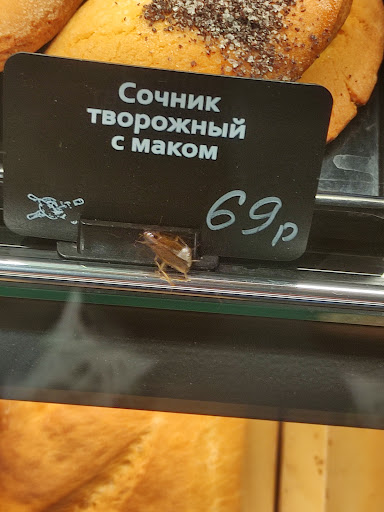 Сочник
творожный
с маком
69р